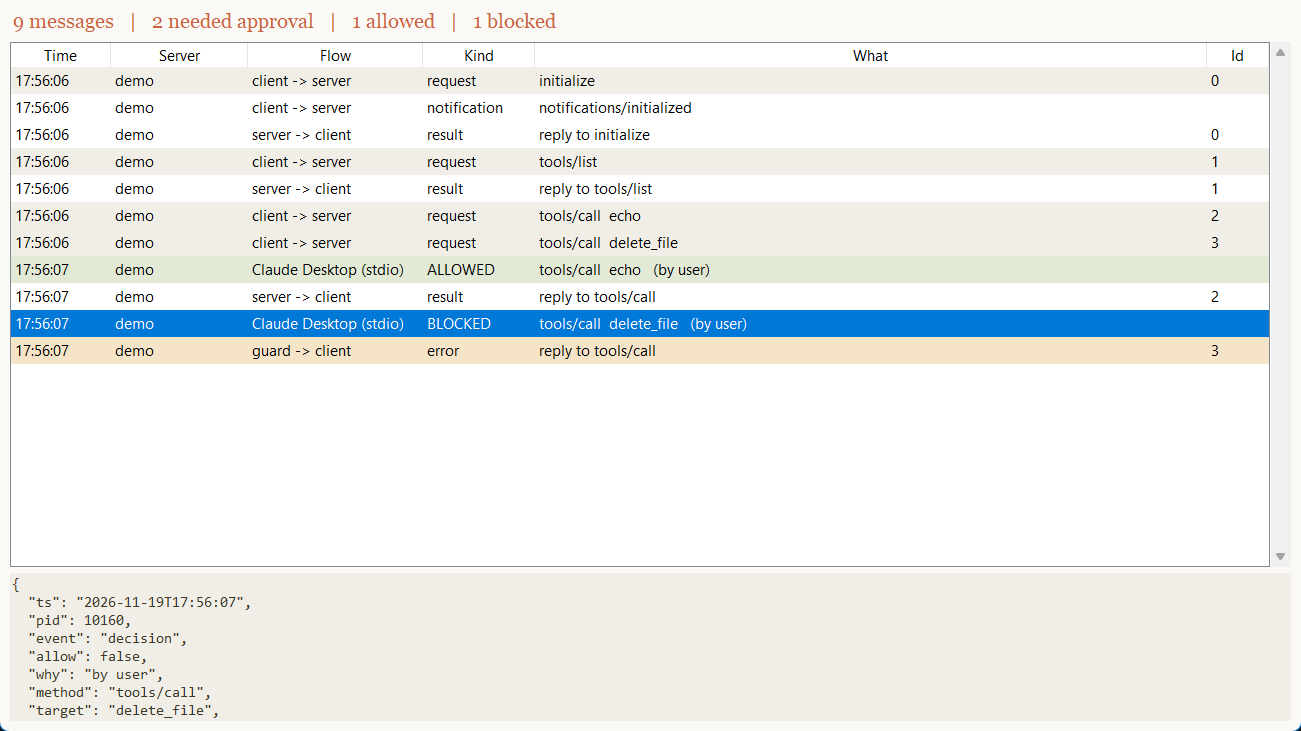 9 messages | 2 needed approval | 1 allowed | 1 blocked
Time Server Flow Kind What Id
17:56:06 demo client -> server request initialize 0
17:56:06 demo client -> server notification notifications/initialized
17:56:06 demo server -> client result reply to initialize 0
17:56:06 demo client -> server request tools/list 1
17:56:06 demo server -> client result reply to tools/list 1
17:56:06 demo client -> server request tools/call echo 2
17:56:06 demo client -> server request tools/call delete_file 3
17:56:07 demo Claude Desktop (stdio) ALLOWED tools/call echo (by user)
17:56:07 demo server -> client result reply to tools/call 2
17:56:07 demo Claude Desktop (stdio) BLOCKED tools/call delete_file (by user)
17:56:07 demo guard -> client error reply to tools/call 3
{
"ts": "2026-11-19T17:56:07",
"pid": 10160,
"event": "decision",
"allow": false,
"why": "by user",
"method": "tools/call",
"target": "delete_file",